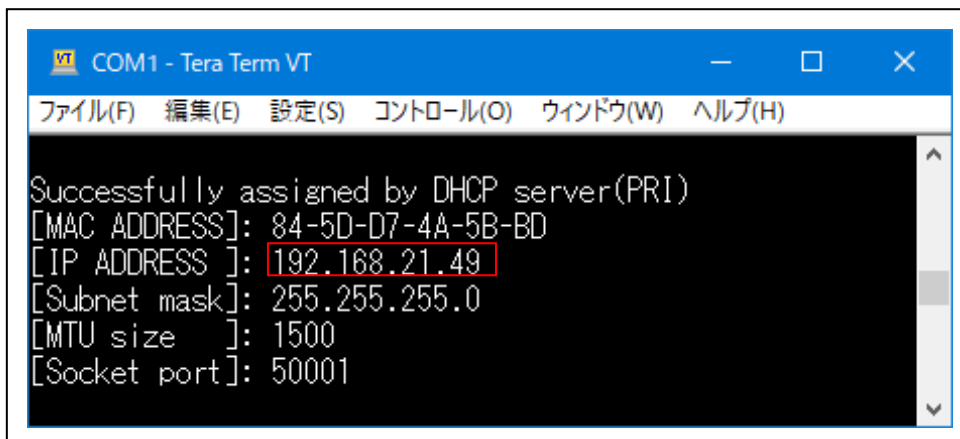 COM1 - Tera Term VT
ファイル(F) 編集(E) 設定(S) コントロール(O) ウィンドウ(W) ヘルプ(H)
Successfully assigned by DHCP server(PRI)
[MAC ADDRESS]: 84-5D-D7-4A-5B-BD
[IP ADDRESS ]: 192.168.21.49
[Subnet mask]: 255.255.255.0
[MTU size   ]: 1500
[Socket port]: 50001